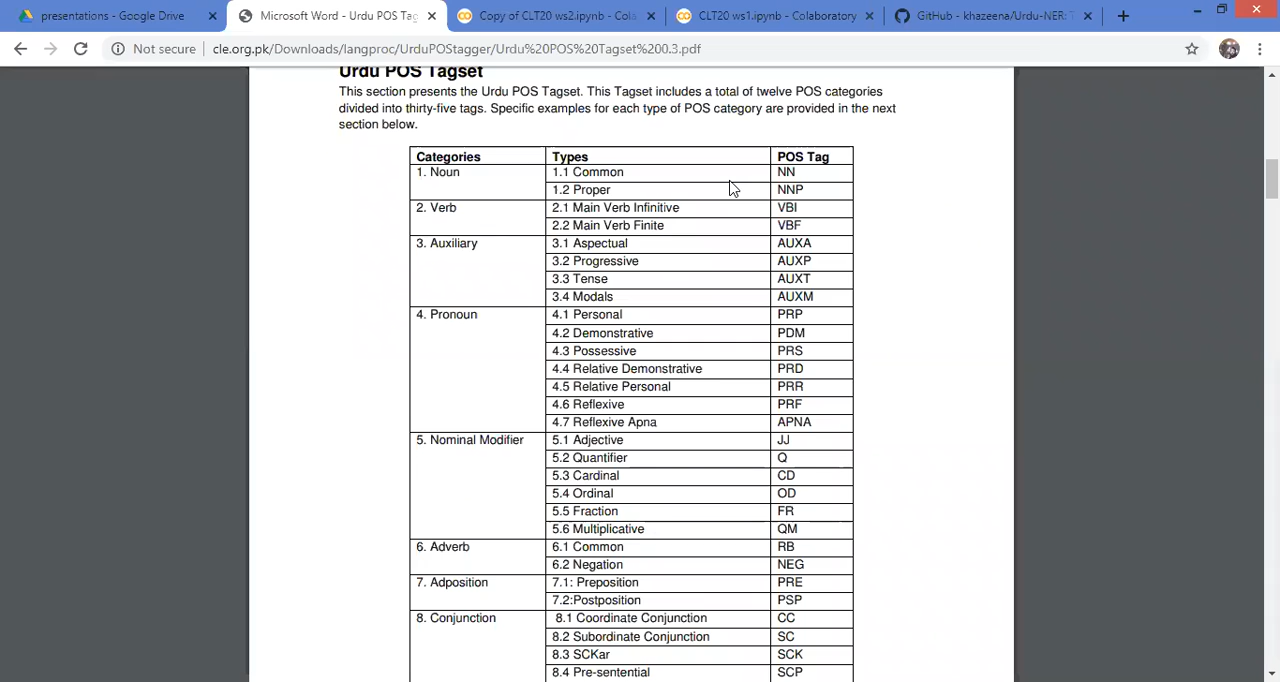 presentations - Google Drive
Microsoft Word - Urdu POS Tag
Copy of CLT20 ws2.ipynb - Cola
CLT20 ws1.ipynb - Colaboratory
GitHub - khazeena/Urdu-NER: T
Not secure | cle.org.pk/Downloads/langproc/UrduPOStagger/Urdu%20POS%20Tagset%200.3.pdf
Urdu POS Tagset
This section presents the Urdu POS Tagset. This Tagset includes a total of twelve POS categories
divided into thirty-five tags. Specific examples for each type of POS category are provided in the next
section below.
Categories Types POS Tag
1. Noun 1.1 Common NN
1.2 Proper NNP
2. Verb 2.1 Main Verb Infinitive VBI
2.2 Main Verb Finite VBF
3. Auxiliary 3.1 Aspectual AUXA
3.2 Progressive AUXP
3.3 Tense AUXT
3.4 Modals AUXM
4. Pronoun 4.1 Personal PRP
4.2 Demonstrative PDM
4.3 Possessive PRS
4.4 Relative Demonstrative PRD
4.5 Relative Personal PRR
4.6 Reflexive PRF
4.7 Reflexive Apna APNA
5. Nominal Modifier 5.1 Adjective JJ
5.2 Quantifier Q
5.3 Cardinal CD
5.4 Ordinal OD
5.5 Fraction FR
5.6 Multiplicative QM
6. Adverb 6.1 Common RB
6.2 Negation NEG
7. Adposition 7.1: Preposition PRE
7.2:Postposition PSP
8. Conjunction 8.1 Coordinate Conjunction CC
8.2 Subordinate Conjunction SC
8.3 SCKar SCK
8.4 Pre-sentential SCP